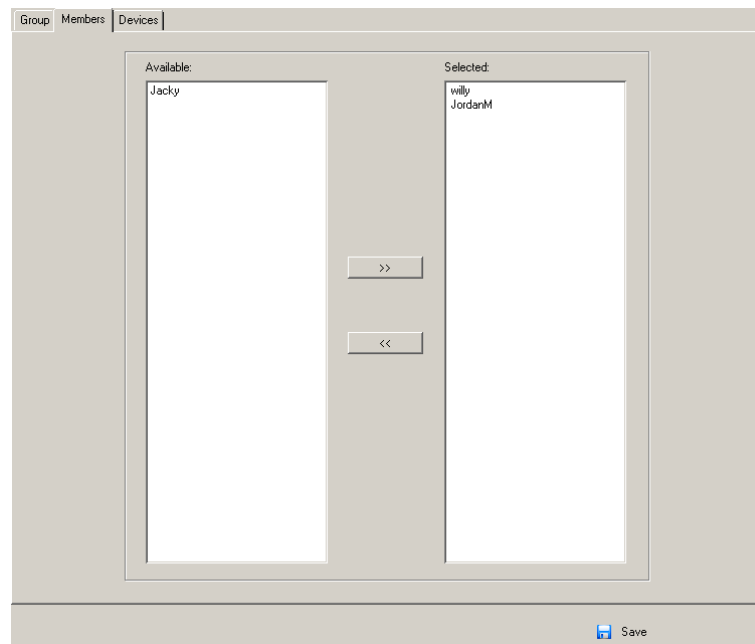 Group Members Devices
Available: Selected:
Jacky
willy
JordanM
>>
<<
Save